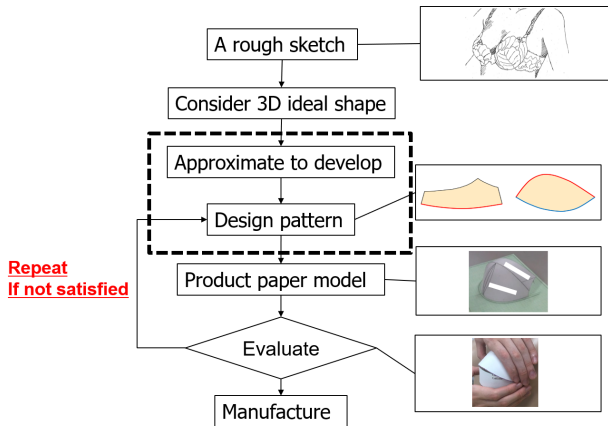 A rough sketch
Consider 3D ideal shape
Approximate to develop
Design pattern
Repeat
If not satisfied
Product paper model
Evaluate
Manufacture